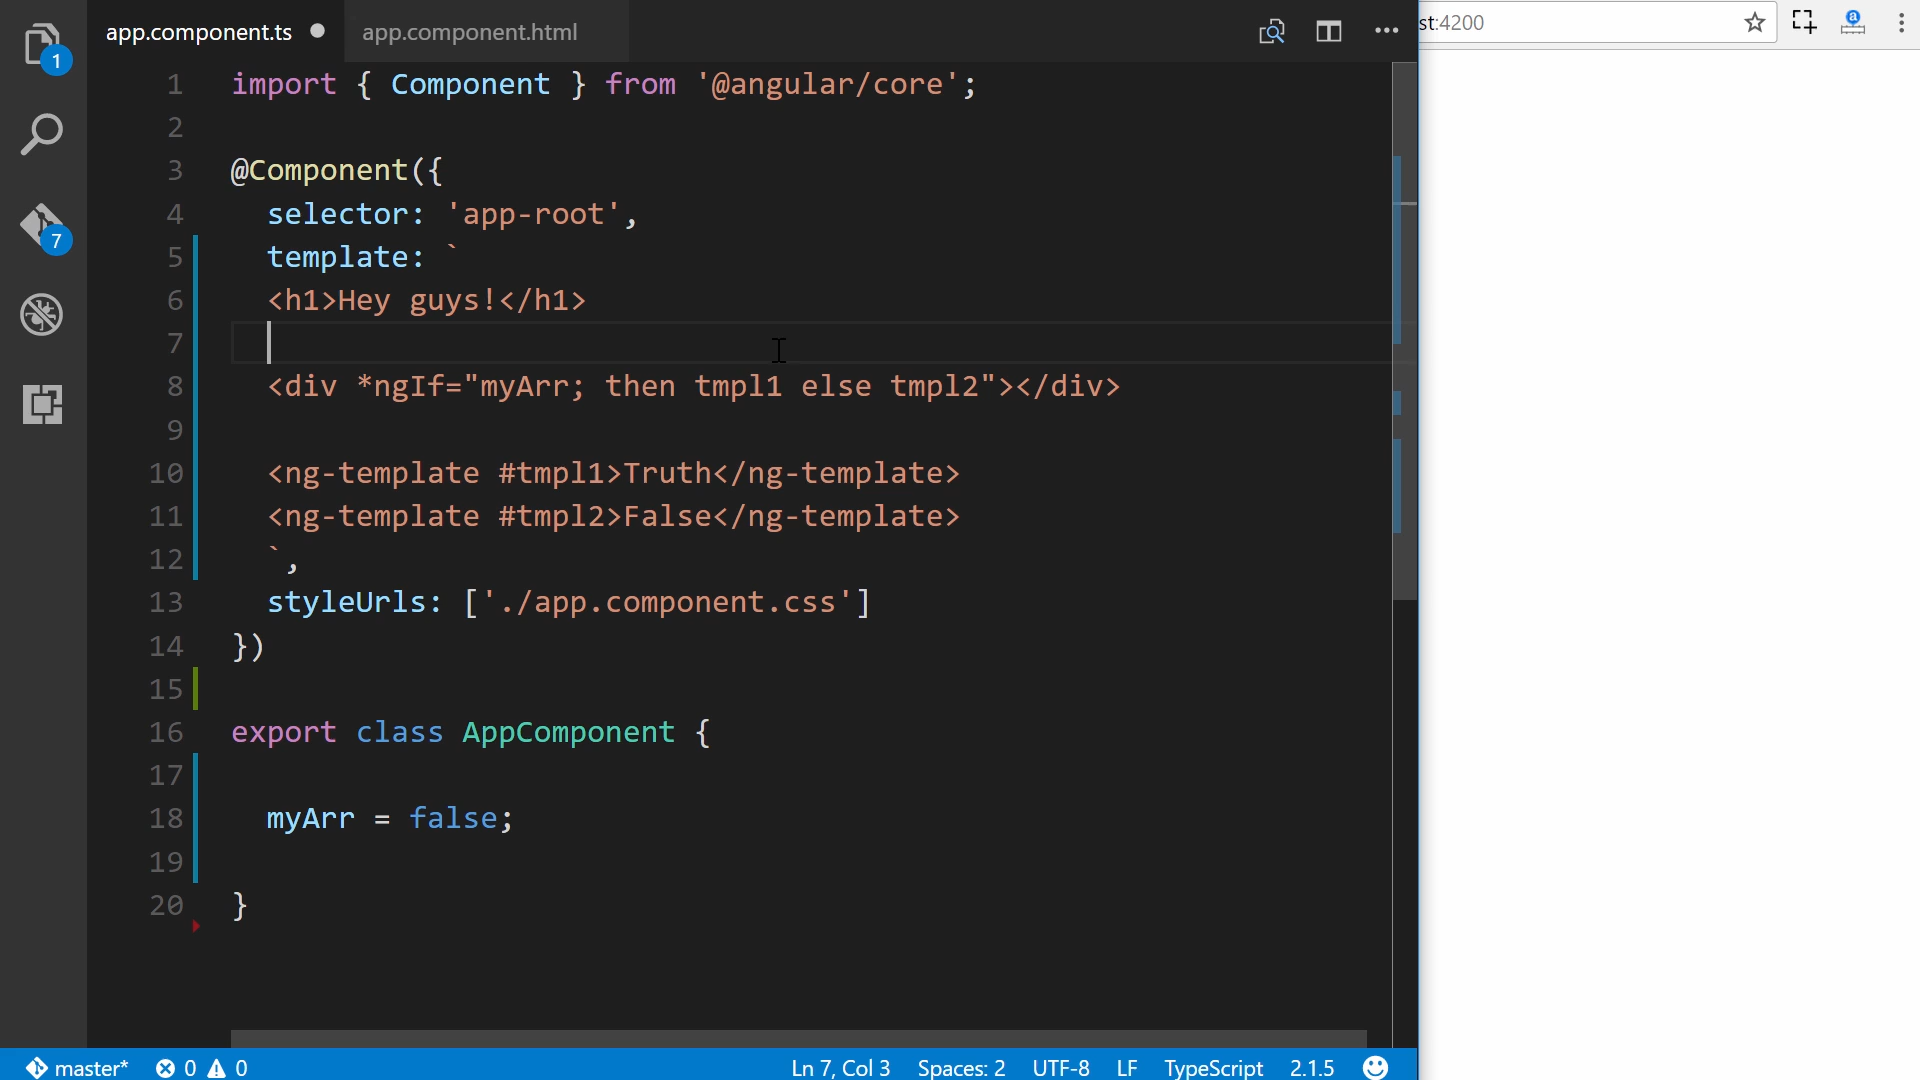 app.component.ts
app.component.html
st:4200
1
7
1 import { Component } from '@angular/core';
2
3 @Component({
4 selector: 'app-root',
5 template: `
6 <h1>Hey guys!</h1>
7
8 <div *ngIf="myArr; then tmpl1 else tmpl2"></div>
9
10 <ng-template #tmpl1>Truth</ng-template>
11 <ng-template #tmpl2>False</ng-template>
12 `,
13 styleUrls: ['./app.component.css']
14 })
15
16 export class AppComponent {
17
18 myArr = false;
19
20 }
master* 0 0 Ln 7, Col 3 Spaces: 2 UTF-8 LF TypeScript 2.1.5